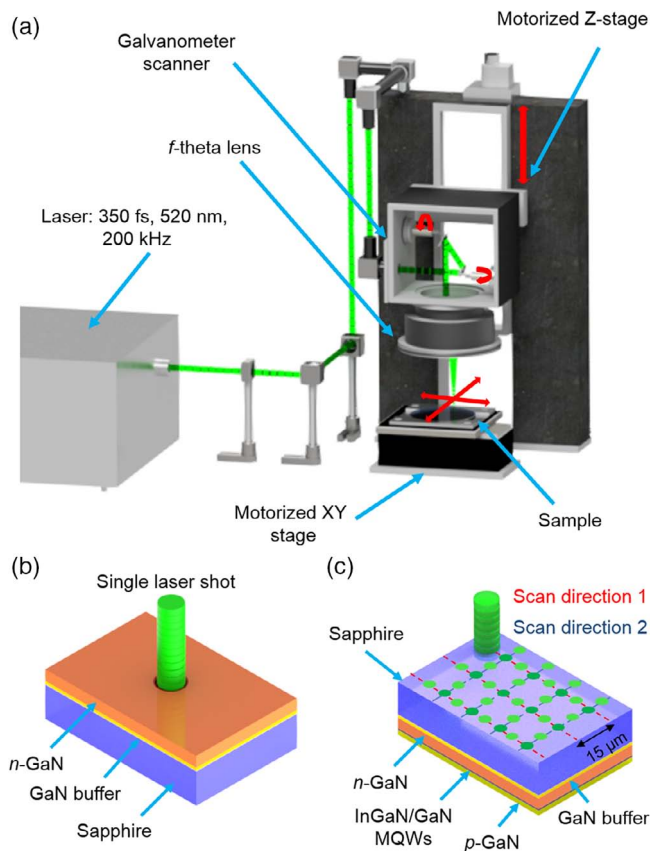 (a)
Motorized Z-stage
Galvanometer
scanner
f-theta lens
Laser: 350 fs, 520 nm,
200 kHz
Motorized XY
stage
Sample
(b)
Single laser shot
n-GaN
GaN buffer
Sapphire
(c)
Scan direction 1
Scan direction 2
Sapphire
15 µm
n-GaN
InGaN/GaN
MQWs
p-GaN
GaN buffer